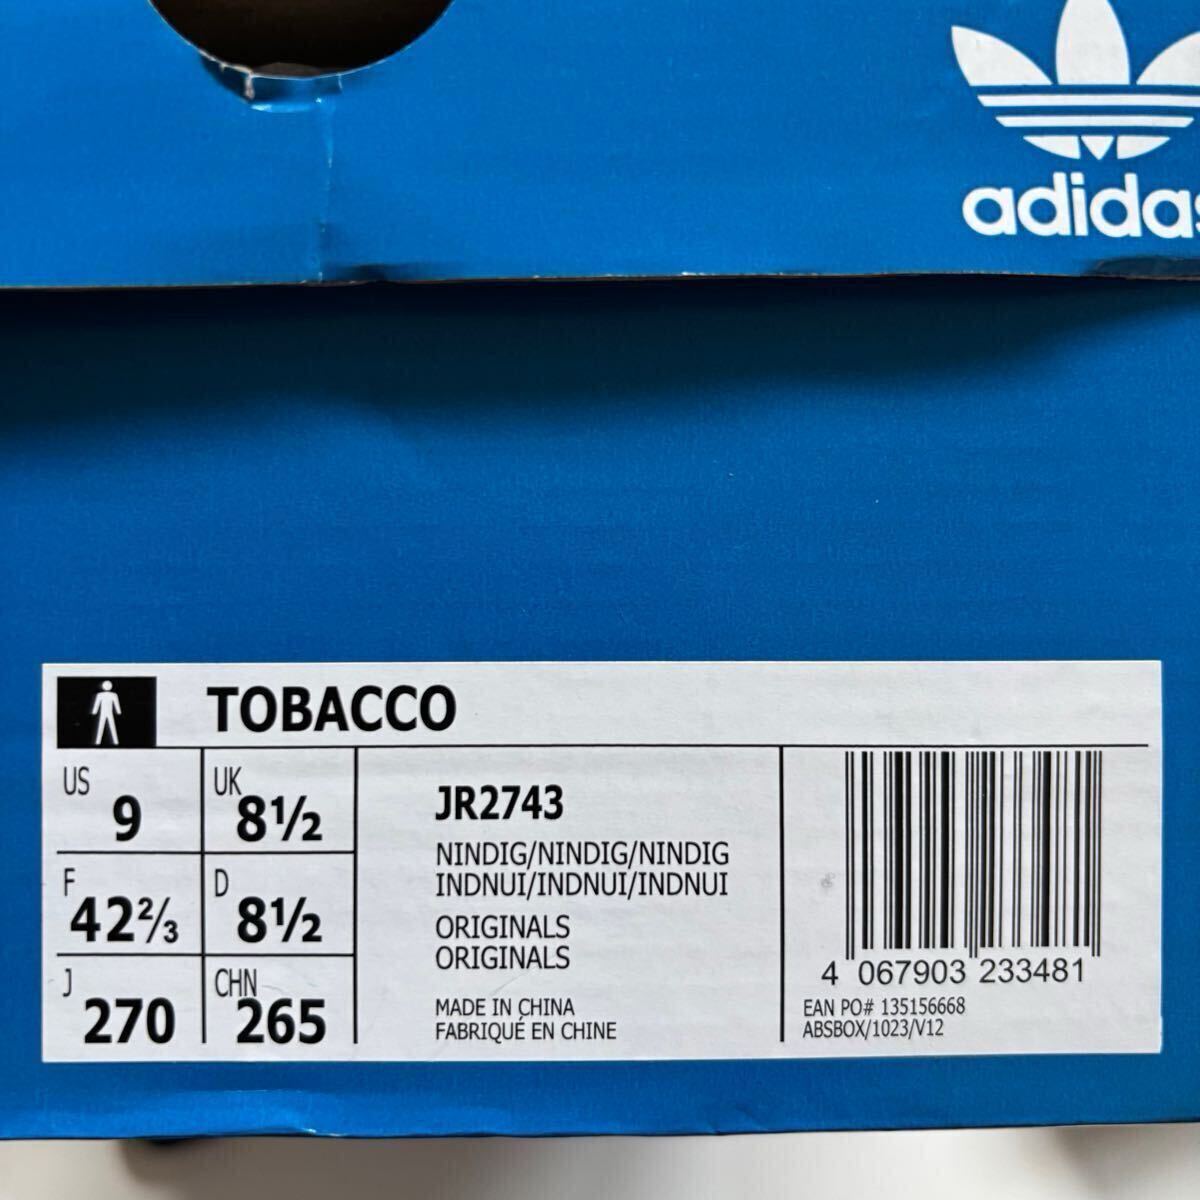 adidas
TOBACCO
US 9
UK 8½
F 42⅔
D 8½
J 270
CHN 265
JR2743
NINDIG/NINDIG/NINDIG
INDNUI/INDNUI/INDNUI
ORIGINALS
ORIGINALS
MADE IN CHINA
FABRIQUÉ EN CHINE
4 067903 233481
EAN PO# 135156668
ABSBOX/1023/V12